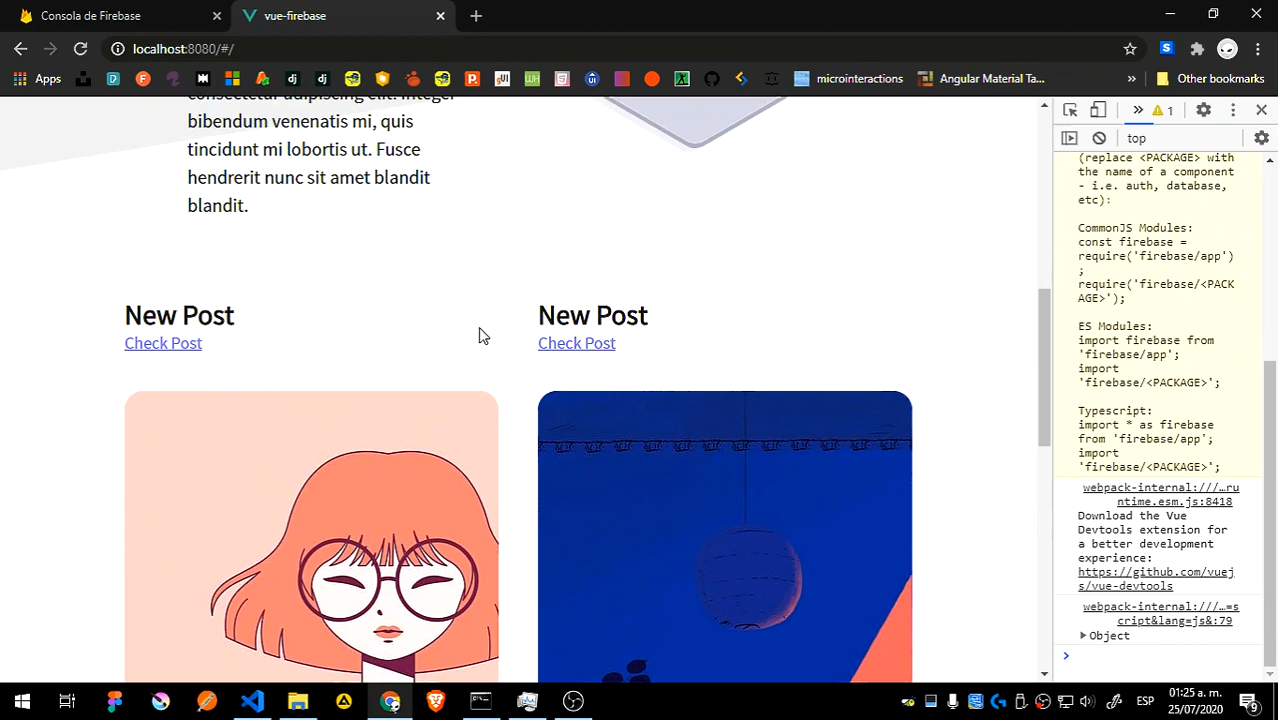 Consola de Firebase
vue-firebase
localhost:8080/#/
Apps
microinteractions
Angular Material Ta...
Other bookmarks
consectetur adipiscing elit. Integer
bibendum venenatis mi, quis
tincidunt mi lobortis ut. Fusce
hendrerit nunc sit amet blandit
blandit.
New Post
Check Post
New Post
Check Post
1
top
(replace <PACKAGE> with
the name of a component
- i.e. auth, database,
etc):
CommonJS Modules:
const firebase =
require('firebase/app')
;
require('firebase/<PACK
AGE>');
ES Modules:
import firebase from
'firebase/app';
import
'firebase/<PACKAGE>';
Typescript:
import * as firebase
from 'firebase/app';
import
'firebase/<PACKAGE>';
webpack-internal:///…ru
ntime.esm.js:8418
Download the Vue
Devtools extension for
a better development
experience:
https://github.com/vuej
s/vue-devtools
webpack-internal:///…=s
cript&lang=js&:79
Object
ESP
01:25 a. m.
25/07/2020
9